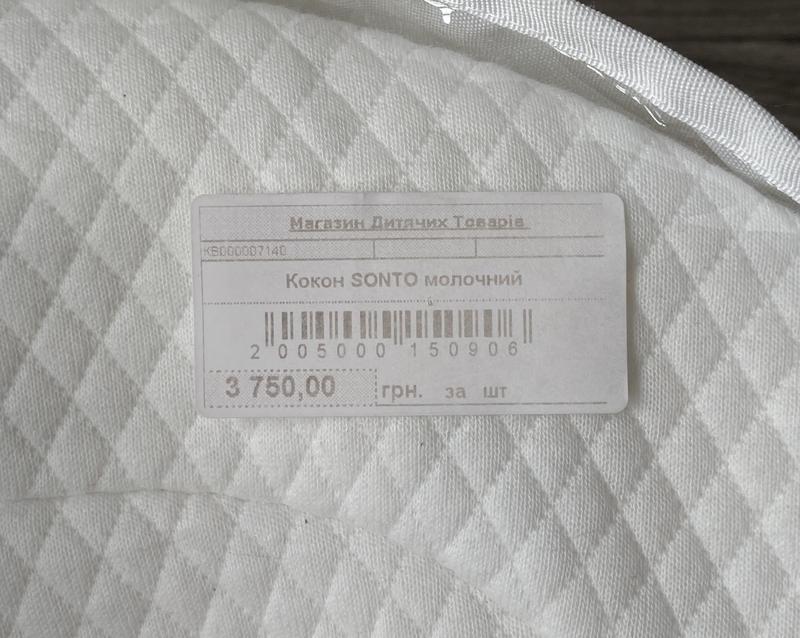 Магазин Дитячих Товарів
КВ000007140
Кокон SONTO молочний
2 005000 150906
3 750,00 грн. за шт